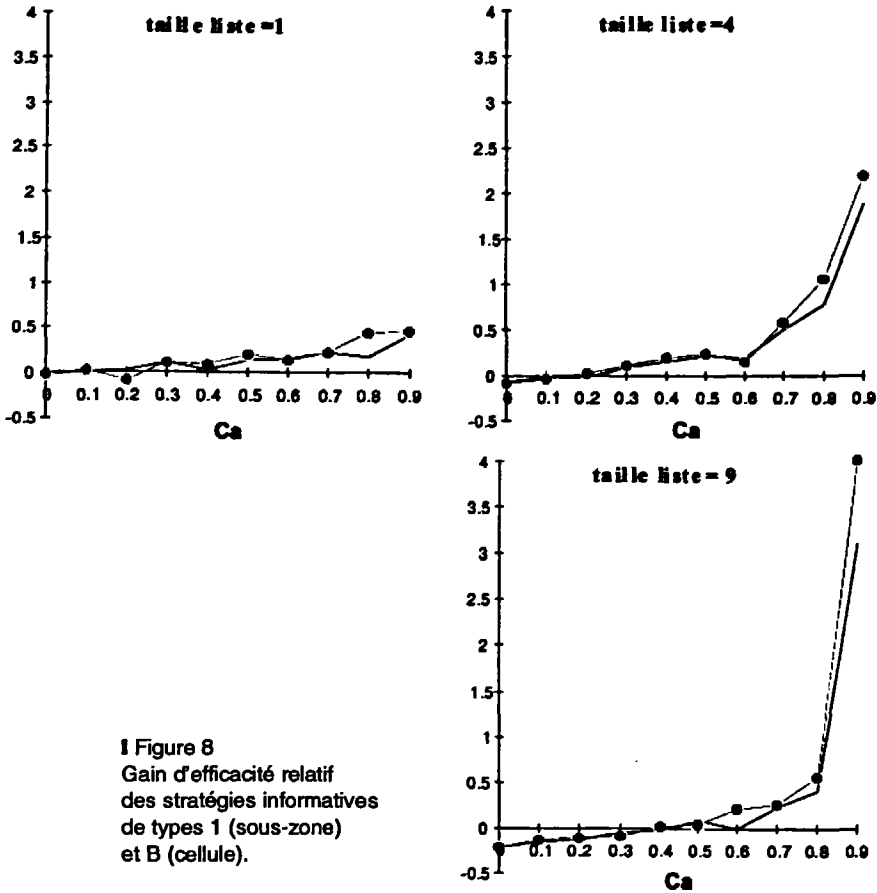 taille liste =1
4
3.5
3
2.5
2
1.5
1
0.5
0
-0.5
0 0.1 0.2 0.3 0.4 0.5 0.6 0.7 0.8 0.9
Ca
taille liste =4
4
3.5
3
2.5
2
1.5
1
0.5
0
-0.5
0 0.1 0.2 0.3 0.4 0.5 0.6 0.7 0.8 0.9
Ca
taille liste = 9
4
3.5
3
2.5
2
1.5
1
0.5
0
-0.5
0 0.1 0.2 0.3 0.4 0.5 0.6 0.7 0.8 0.9
Ca
I Figure 8
Gain d'efficacité relatif
des stratégies informatives
de types 1 (sous-zone)
et B (cellule).